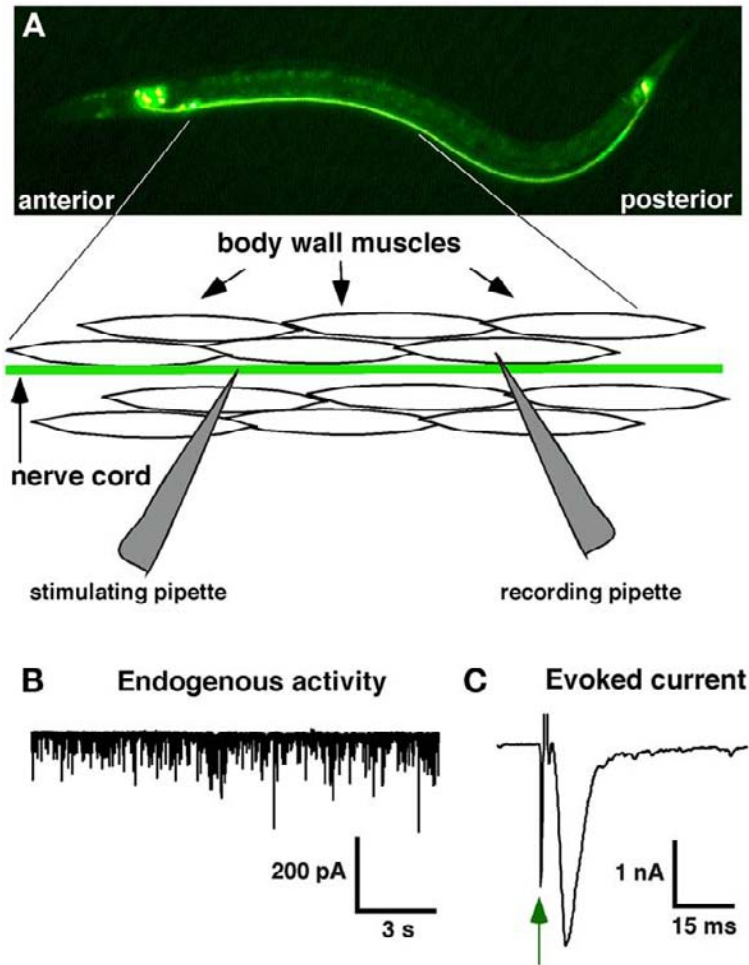 A
anterior
posterior
body wall muscles
nerve cord
stimulating pipette
recording pipette
B Endogenous activity
200 pA
3 s
C Evoked current
1 nA
15 ms